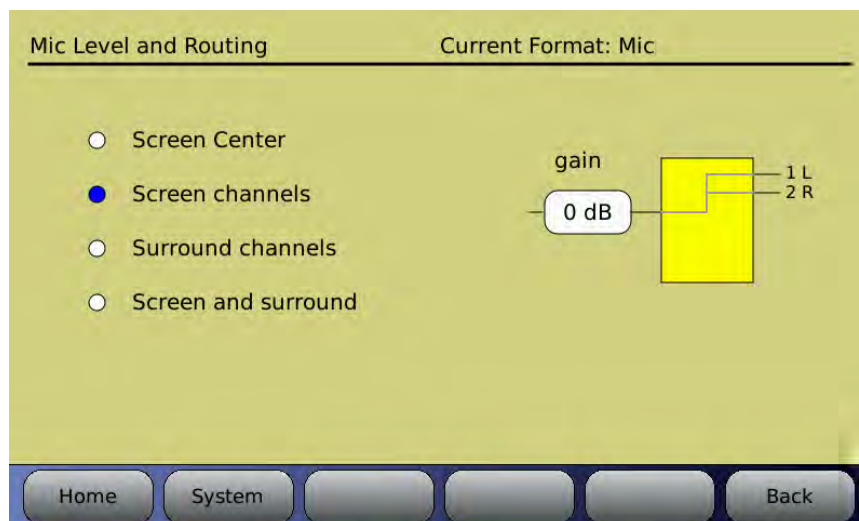 Mic Level and Routing Current Format: Mic
Screen Center
Screen channels
Surround channels
Screen and surround
gain
0 dB
1 L
2 R
Home System Back